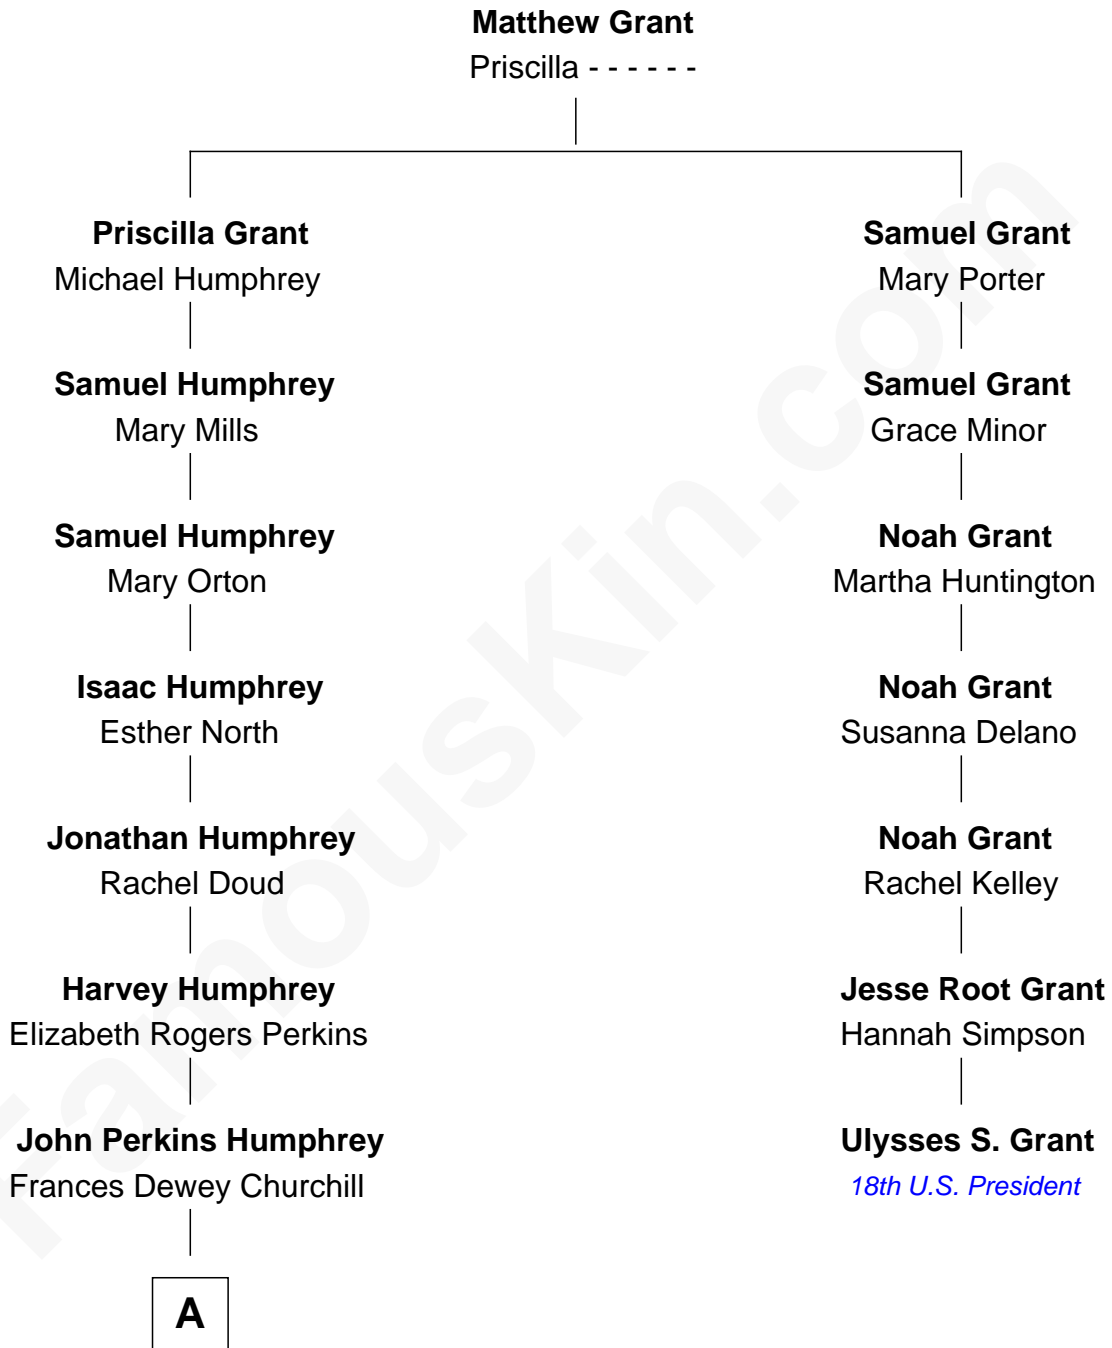 Matthew Grant
Priscilla - - - - - -
Priscilla Grant
Michael Humphrey
Samuel Grant
Mary Porter
Samuel Humphrey
Mary Mills
Samuel Grant
Grace Minor
Samuel Humphrey
Mary Orton
Noah Grant
Martha Huntington
Isaac Humphrey
Esther North
Noah Grant
Susanna Delano
Jonathan Humphrey
Rachel Doud
Noah Grant
Rachel Kelley
Harvey Humphrey
Elizabeth Rogers Perkins
Jesse Root Grant
Hannah Simpson
John Perkins Humphrey
Frances Dewey Churchill
Ulysses S. Grant
18th U.S. President
A
FamousKin.com